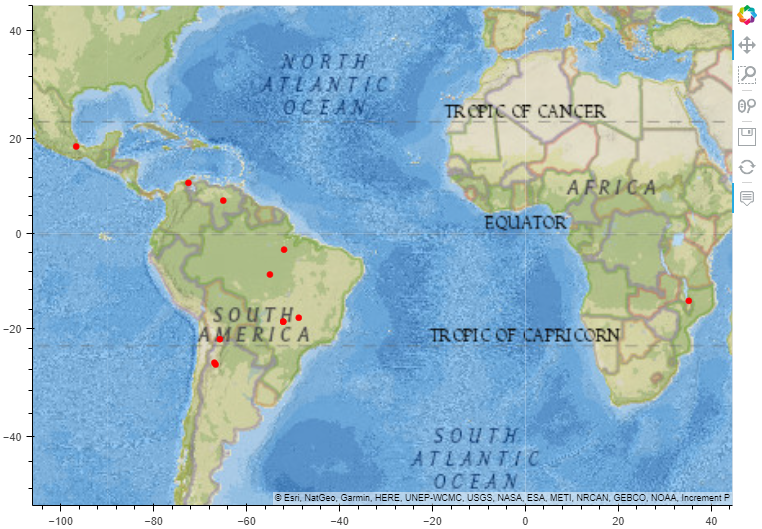 40
20
0
−20
−40
NORTH
ATLANTIC
OCEAN
TROPIC OF CANCER
AFRICA
EQUATOR
SOUTH
AMERICA
TROPIC OF CAPRICORN
SOUTH
ATLANTIC
OCEAN
© Esri, NatGeo, Garmin, HERE, UNEP-WCMC, USGS, NASA, ESA, METI, NRCAN, GEBCO, NOAA, Increment P
−100
−80
−60
−40
−20
0
20
40